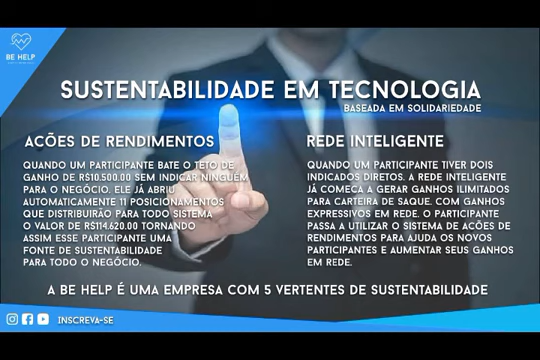 BE HELP
SUSTENTABILIDADE EM TECNOLOGIA
BASEADA EM SOLIDARIEDADE
ACÕES DE RENDIMENTOS
QUANDO UM PARTICIPANTE BATE O TETO DE
GANHO DE R$10.500.00 SEM INDICAR NINGUÉM
PARA O NEGÓCIO. ELE JÁ ABRIU
AUTOMATICAMENTE 11 POSICIONAMENTOS
QUE DISTRIBUIRÃO PARA TODO SISTEMA
O VALOR DE R$114.620.00 TORNANDO
ASSIM ESSE PARTICIPANTE UMA
FONTE DE SUSTENTABILIDADE
PARA TODO O NEGÓCIO.
REDE INTELIGENTE
QUANDO UM PARTICIPANTE TIVER DOIS
INDICADOS DIRETOS. A REDE INTELIGENTE
JÁ COMEÇA A GERAR GANHOS ILIMITADOS
PARA CARTEIRA DE SAQUE. COM GANHOS
EXPRESSIVOS EM REDE. O PARTICIPANTE
PASSA A UTILIZAR O SISTEMA DE ACÕES DE
RENDIMENTOS PARA AJUDA OS NOVOS
PARTICIPANTES E AUMENTAR SEUS GANHOS
EM REDE.
A BE HELP É UMA EMPRESA COM 5 VERTENTES DE SUSTENTABILIDADE
INSCREVA-SE